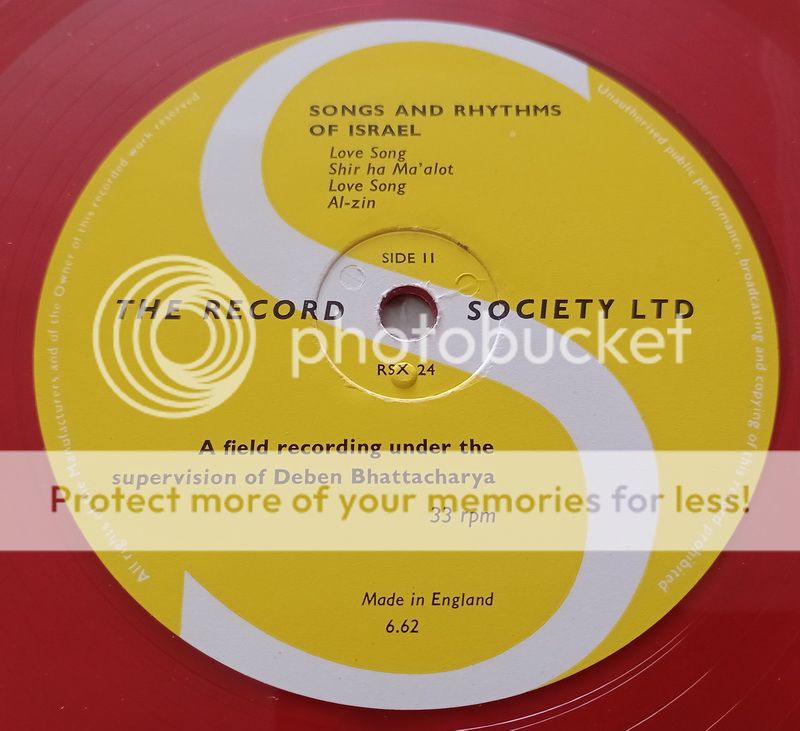 SONGS AND RHYTHMS
OF ISRAEL
Love Song
Shir ha Ma'alot
Love Song
Al-zin
SIDE 11
THE RECORD SOCIETY LTD
photobucket
RSX 24
A field recording under the
supervision of Deben Bhattacharya
Protect more of your memories for less!
33 rpm
Made in England
6.62
All rights of the Manufacturers and of the Owner of this recorded work reserved
Unauthorised public performance, broadcasting and copying of this record prohibited